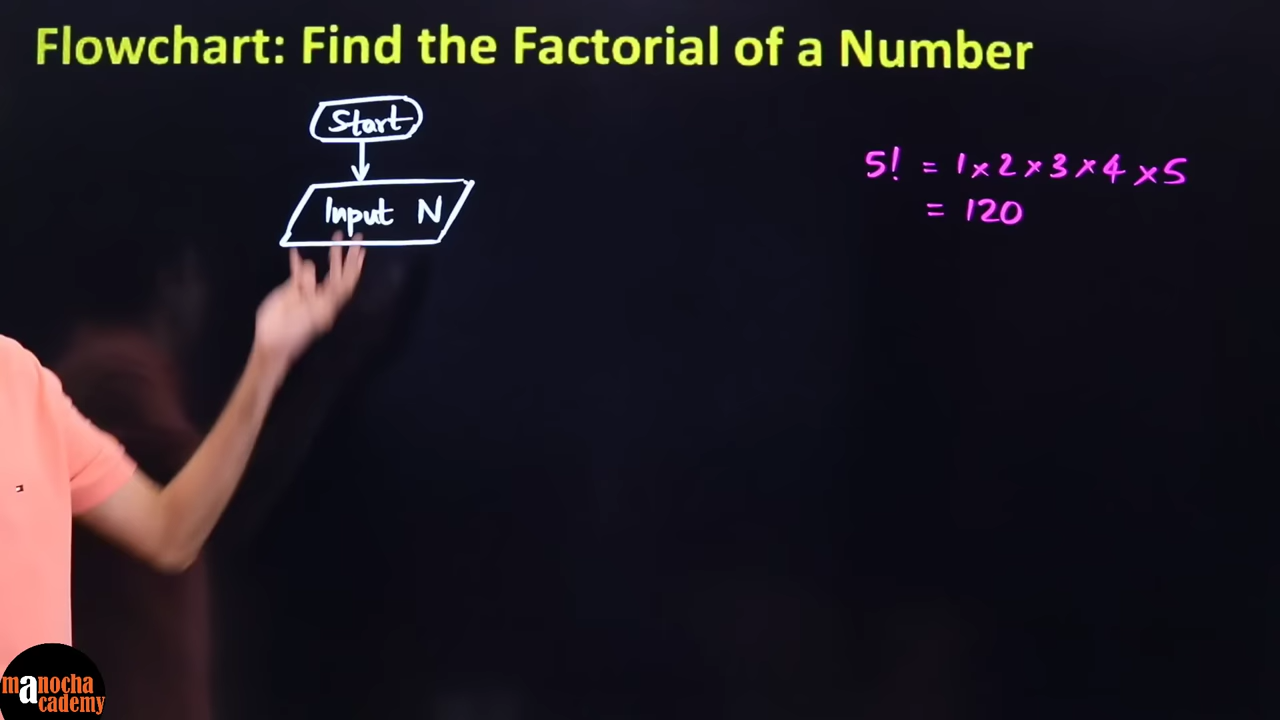 Flowchart: Find the Factorial of a Number
Start
Input N
5! = 1 × 2 × 3 × 4 × 5
= 120
manocha
academy